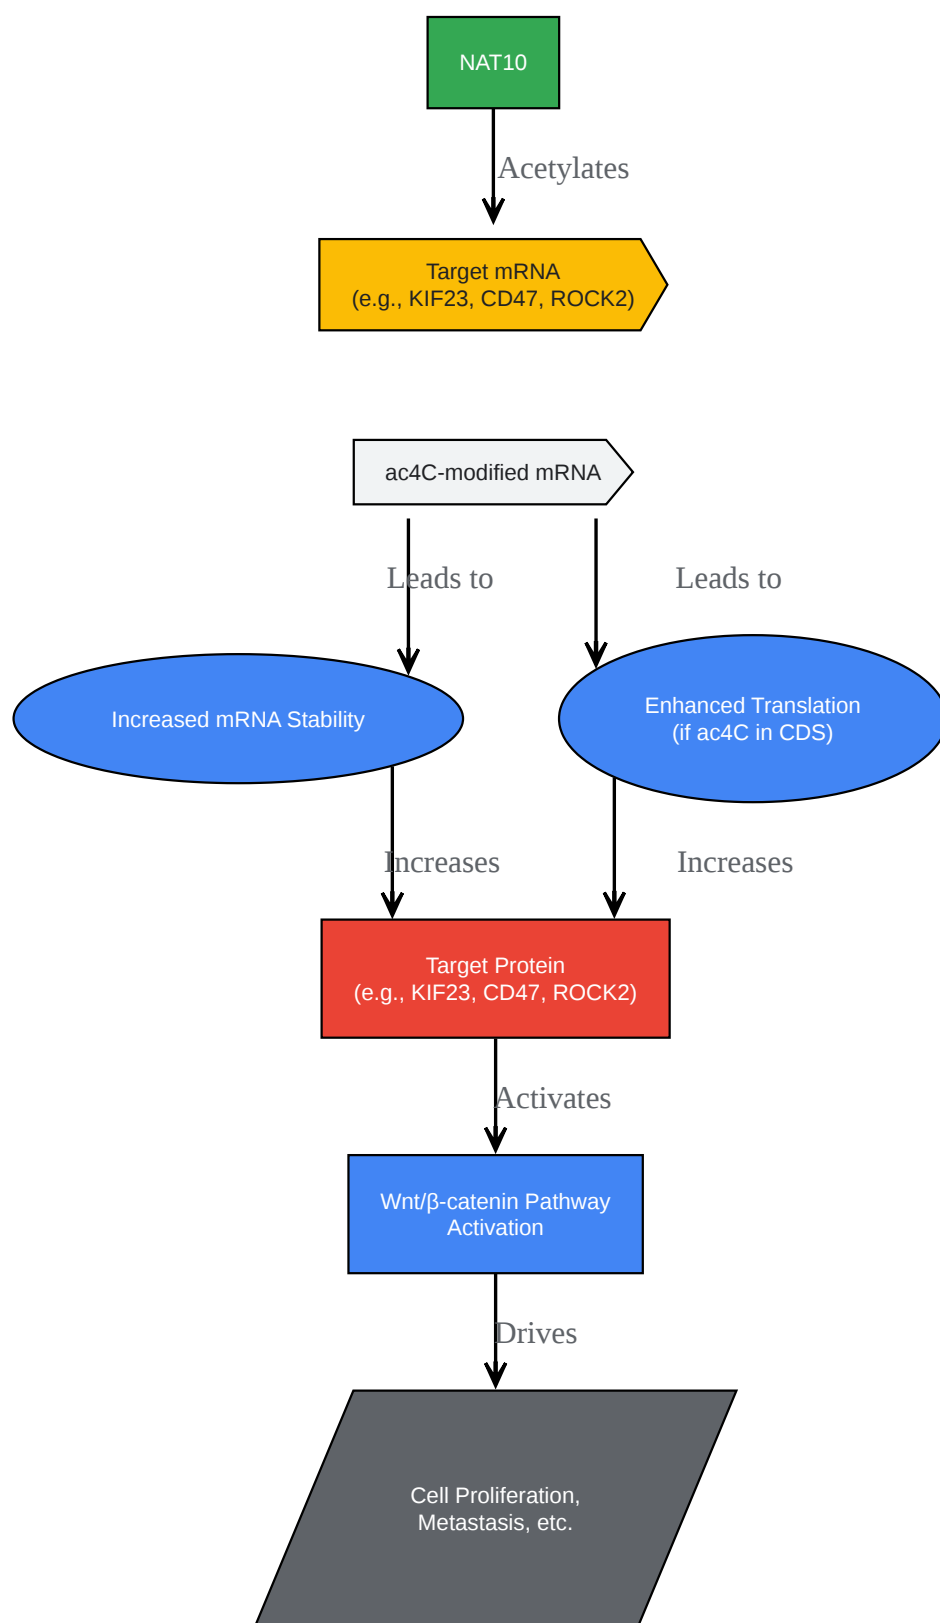 NAT10
Acetylates
Target mRNA
(e.g., KIF23, CD47, ROCK2)
ac4C-modified mRNA
Leads to
Leads to
Increased mRNA Stability
Enhanced Translation
(if ac4C in CDS)
Increases
Increases
Target Protein
(e.g., KIF23, CD47, ROCK2)
Activates
Wnt/β-catenin Pathway
Activation
Drives
Cell Proliferation,
Metastasis, etc.